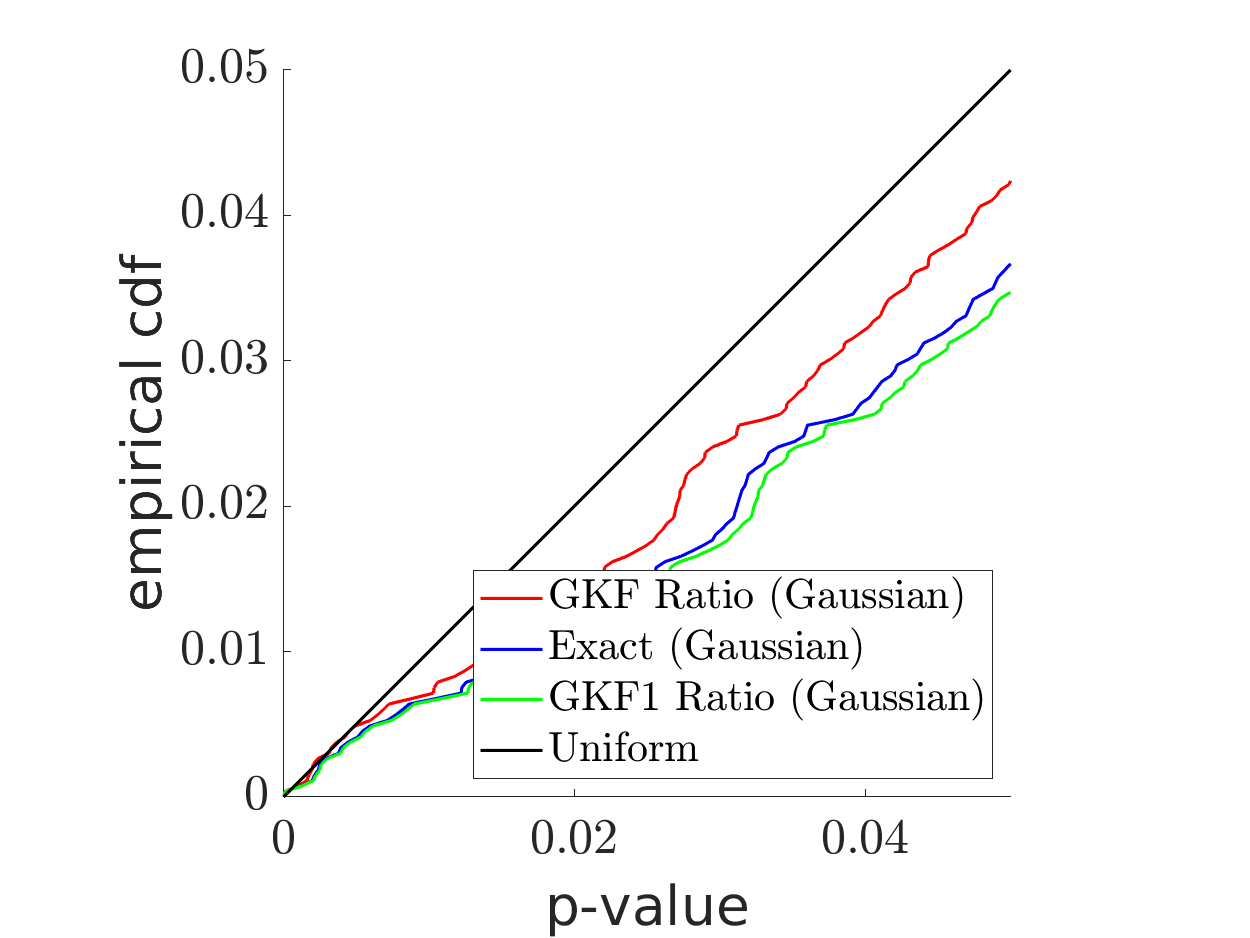 0.05
0.04
0.03
0.02
0.01
0
empirical cdf
GKF Ratio (Gaussian)
Exact (Gaussian)
GKF1 Ratio (Gaussian)
Uniform
0 0.02 0.04
p-value